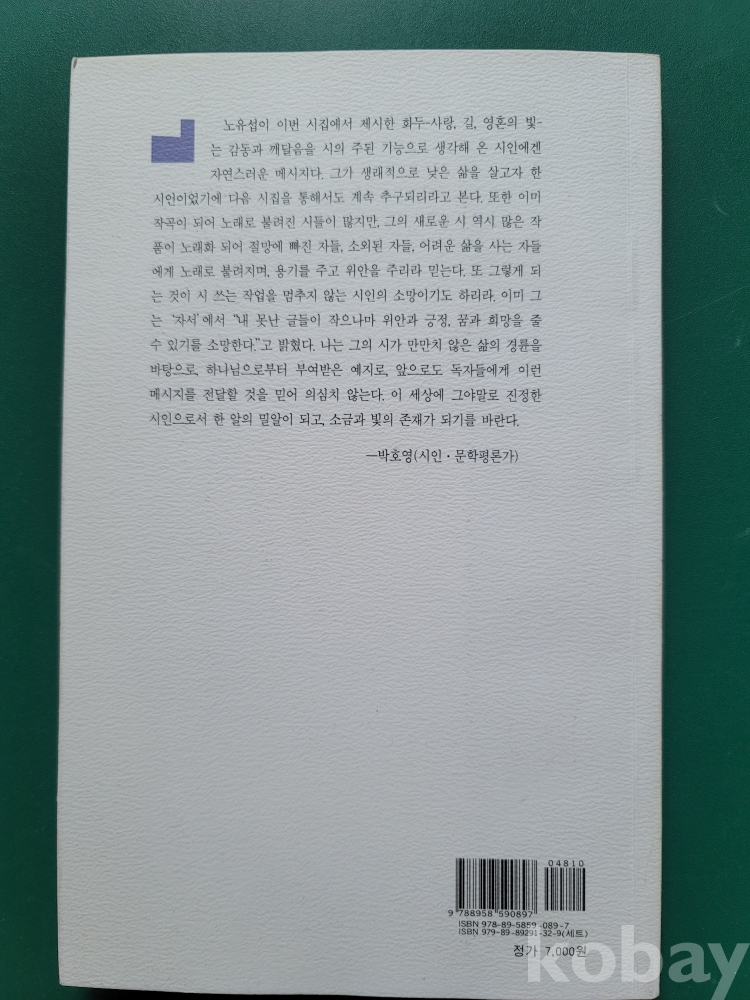 노유섭이 이번 시집에서 제시한 화두-사랑, 길, 영혼의 빛-
는 감동과 깨달음을 시의 주된 기능으로 생각해 온 시인에겐
자연스러운 메시지다. 그가 생래적으로 낮은 삶을 살고자 한
시인이었기에 다음 시집을 통해서도 계속 추구되리라고 본다. 또한 이미
작곡이 되어 노래로 불려진 시들이 많지만, 그의 새로운 시 역시 많은 작
품이 노래화 되어 절망에 빠진 자들, 소외된 자들, 어려운 삶을 사는 자들
에게 노래로 불려지며, 용기를 주고 위안을 주리라 믿는다. 또 그렇게 되
는 것이 시 쓰는 작업을 멈추지 않는 시인의 소망이기도 하리라. 이미 그
는 '자서'에서 "내 못난 글들이 작으나마 위안과 긍정, 꿈과 희망을 줄
수 있기를 소망한다."고 밝혔다. 나는 그의 시가 만만치 않은 삶의 경륜을
바탕으로, 하나님으로부터 부여받은 예지로, 앞으로도 독자들에게 이런
메시지를 전달할 것을 믿어 의심치 않는다. 이 세상에 그야말로 진정한
시인으로서 한 알의 밀알이 되고, 소금과 빛의 존재가 되기를 바란다.
―박호영(시인·문학평론가)
04810
9 788958 590897
ISBN 978-89-5859-089-7
ISBN 979-89-89291-32-9(세트)
정가 7,000원
kobay